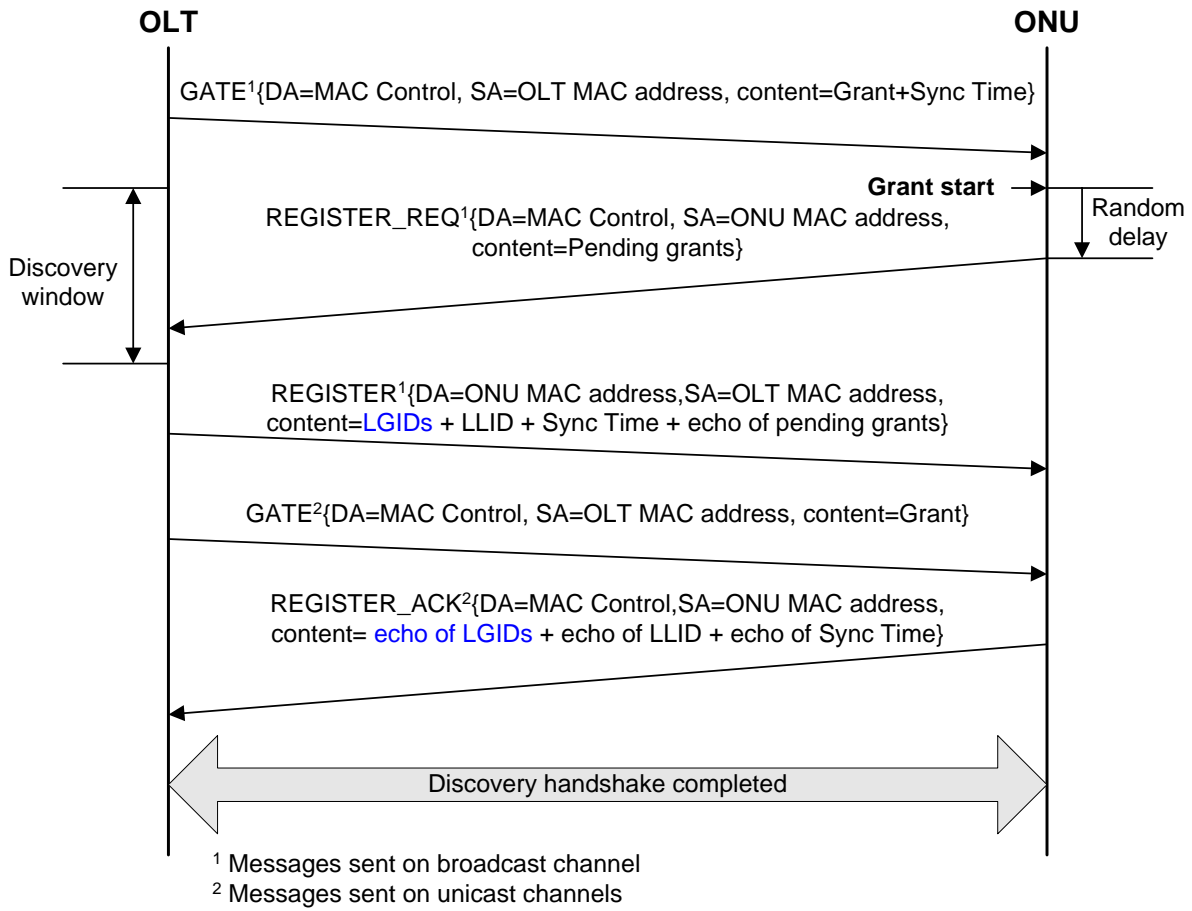 OLT
ONU
GATE¹{DA=MAC Control, SA=OLT MAC address, content=Grant+Sync Time}
Grant start
REGISTER_REQ¹{DA=MAC Control, SA=ONU MAC address,
content=Pending grants}
Random
delay
Discovery
window
REGISTER¹{DA=ONU MAC address,SA=OLT MAC address,
content=LGIDs + LLID + Sync Time + echo of pending grants}
GATE²{DA=MAC Control, SA=OLT MAC address, content=Grant}
REGISTER_ACK²{DA=MAC Control,SA=ONU MAC address,
content= echo of LGIDs + echo of LLID + echo of Sync Time}
Discovery handshake completed
¹ Messages sent on broadcast channel
² Messages sent on unicast channels